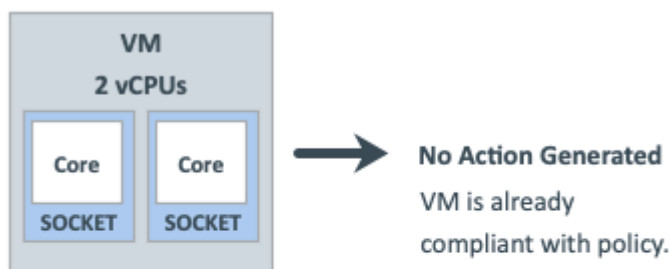 VM
2 vCPUs
Core Core
SOCKET SOCKET
No Action Generated
VM is already
compliant with policy.